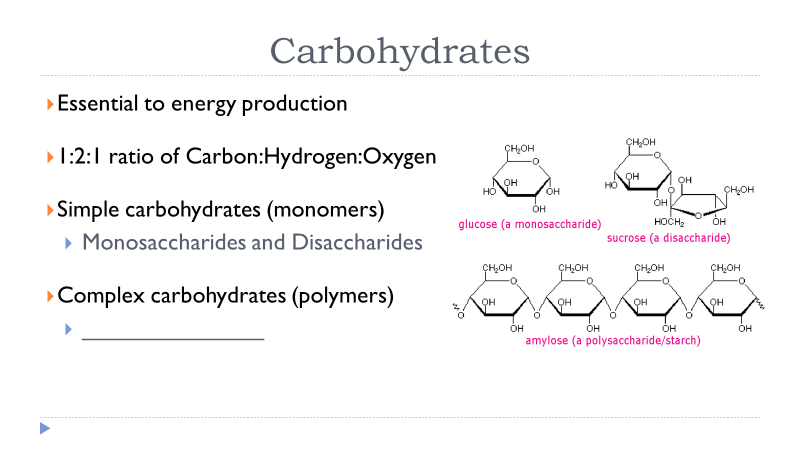 Carbohydrates
Essential to energy production
1:2:1 ratio of Carbon:Hydrogen:Oxygen
Simple carbohydrates (monomers)
Monosaccharides and Disaccharides
Complex carbohydrates (polymers)
____________________
CH₂OH
O
HO
OH
OH
OH
glucose (a monosaccharide)
CH₂OH
O
HO
OH
OH
O
OH
CH₂OH
HOCH₂
O
OH
sucrose (a disaccharide)
CH₂OH CH₂OH CH₂OH CH₂OH
O O O O
OH OH OH OH
O O O O
OH OH OH OH
amylose (a polysaccharide/starch)